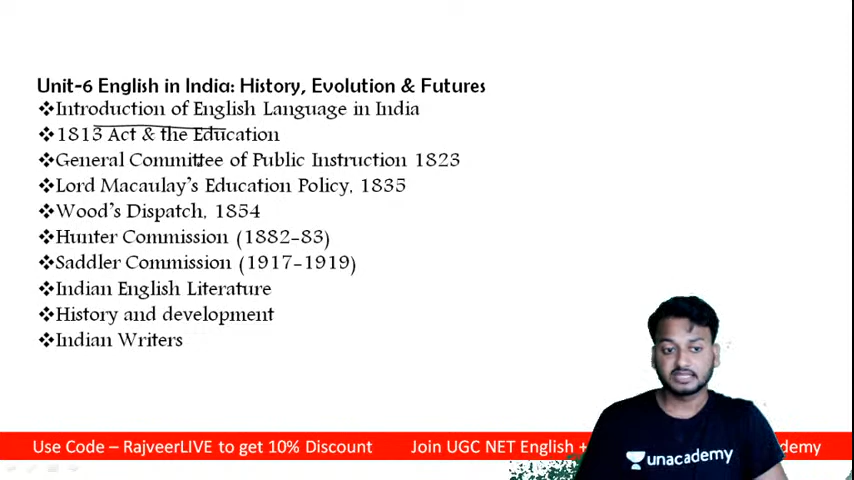 Unit-6 English in India: History, Evolution & Futures
❖Introduction of English Language in India
❖1813 Act & the Education
❖General Committee of Public Instruction 1823
❖Lord Macaulay's Education Policy, 1835
❖Wood's Dispatch, 1854
❖Hunter Commission (1882-83)
❖Saddler Commission (1917-1919)
❖Indian English Literature
❖History and development
❖Indian Writers
unacademy
Use Code – RajveerLIVE to get 10% Discount Join UGC NET English + demy